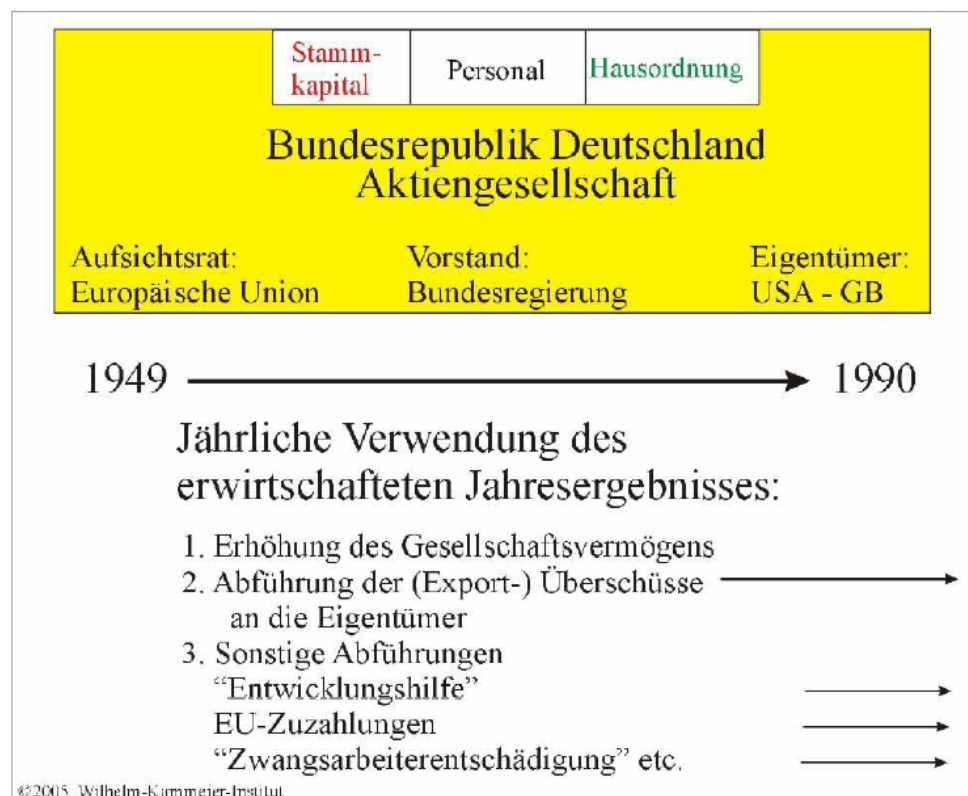 Stamm-
kapital
Personal
Hausordnung
Bundesrepublik Deutschland
Aktiengesellschaft
Aufsichtsrat:
Europäische Union
Vorstand:
Bundesregierung
Eigentümer:
USA - GB
1949
1990
Jährliche Verwendung des
erwirtschafteten Jahresergebnisses:
1. Erhöhung des Gesellschaftsvermögens
2. Abführung der (Export-) Überschüsse
an die Eigentümer
3. Sonstige Abführungen
“Entwicklungshilfe”
EU-Zuzahlungen
“Zwangsarbeiterentschädigung” etc.
©2005 Wilhelm-Kammeier-Institut